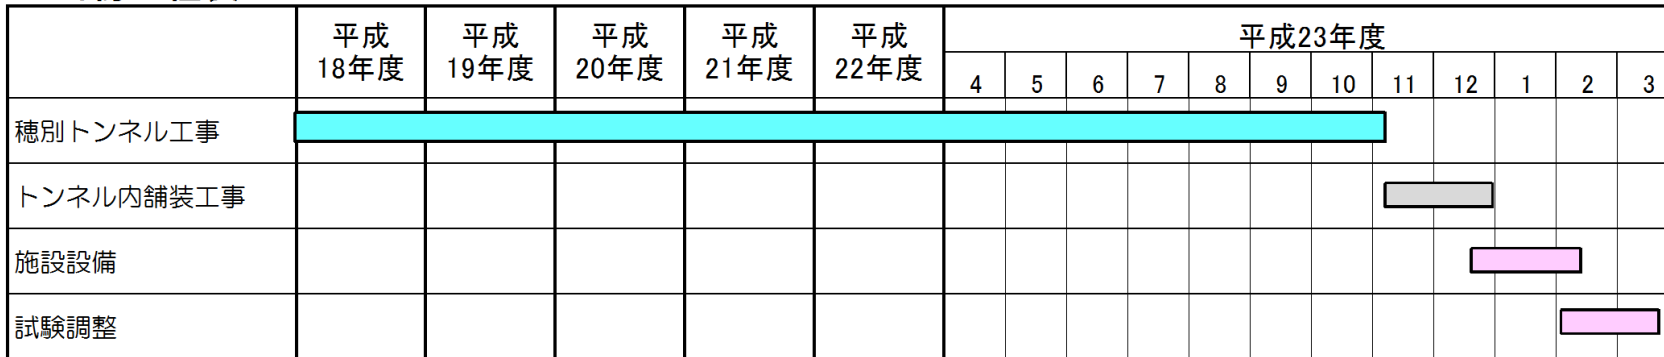 平成 平成 平成 平成 平成 平成23年度
18年度 19年度 20年度 21年度 22年度
4 5 6 7 8 9 10 11 12 1 2 3
穂別トンネル工事
トンネル内舗装工事
施設設備
試験調整